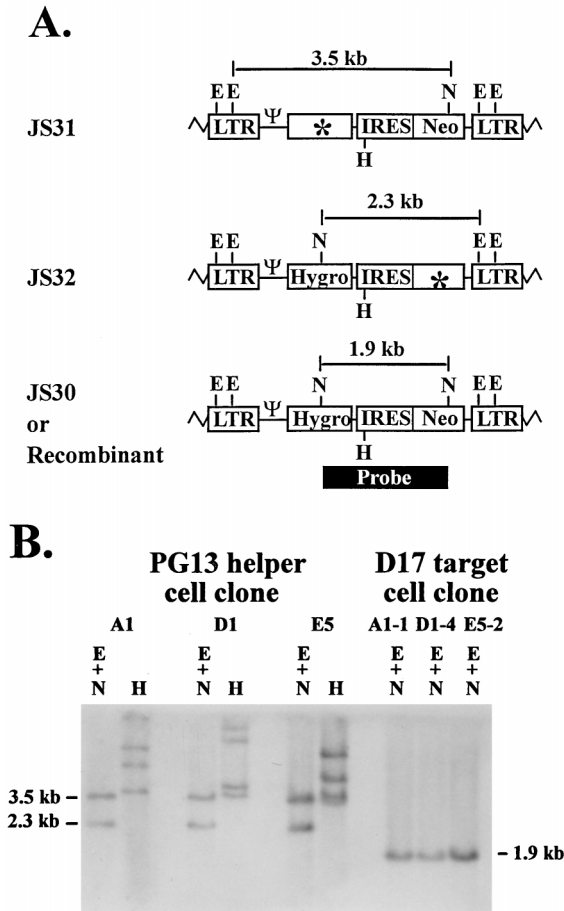 A.
3.5 kb
E E N E E
JS31 LTR Ψ * IRES Neo LTR
H
2.3 kb
E E N E E
JS32 LTR Ψ Hygro IRES * LTR
H
1.9 kb
JS30
or
Recombinant
E E N N E E
LTR Ψ Hygro IRES Neo LTR
H
Probe
B.
PG13 helper
cell clone
D17 target
cell clone
A1 D1 E5 A1-1 D1-4 E5-2
E E E E E E
+ + + + + +
N H N H N H N N N
3.5 kb –
2.3 kb –
– 1.9 kb